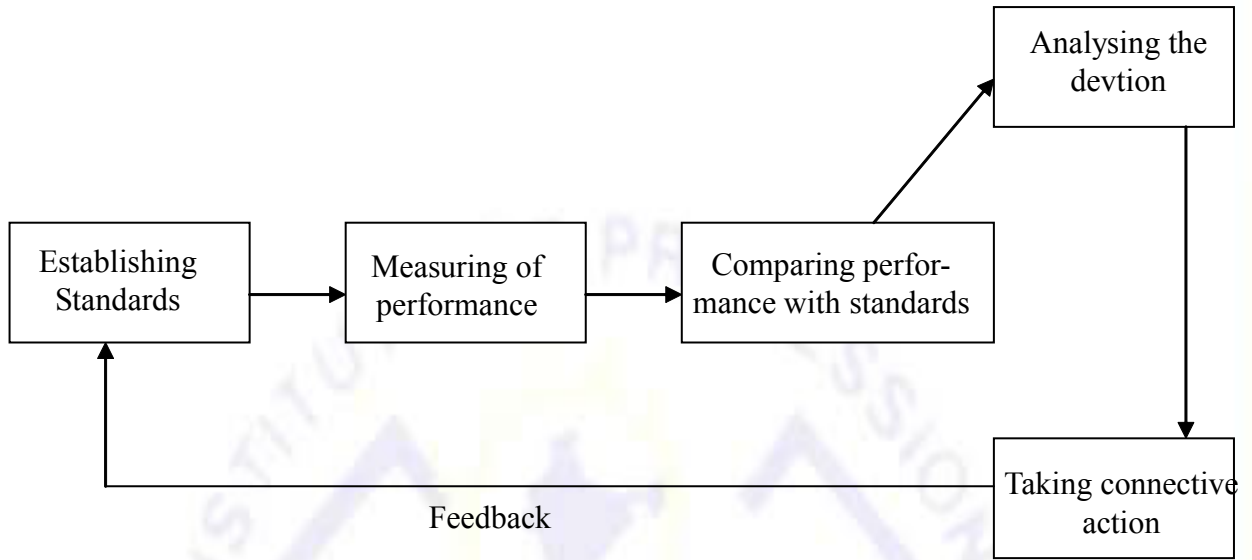 Establishing
Standards
Measuring of
performance
Comparing perfor-
mance with standards
Analysing the
devtion
Taking connective
action
Feedback